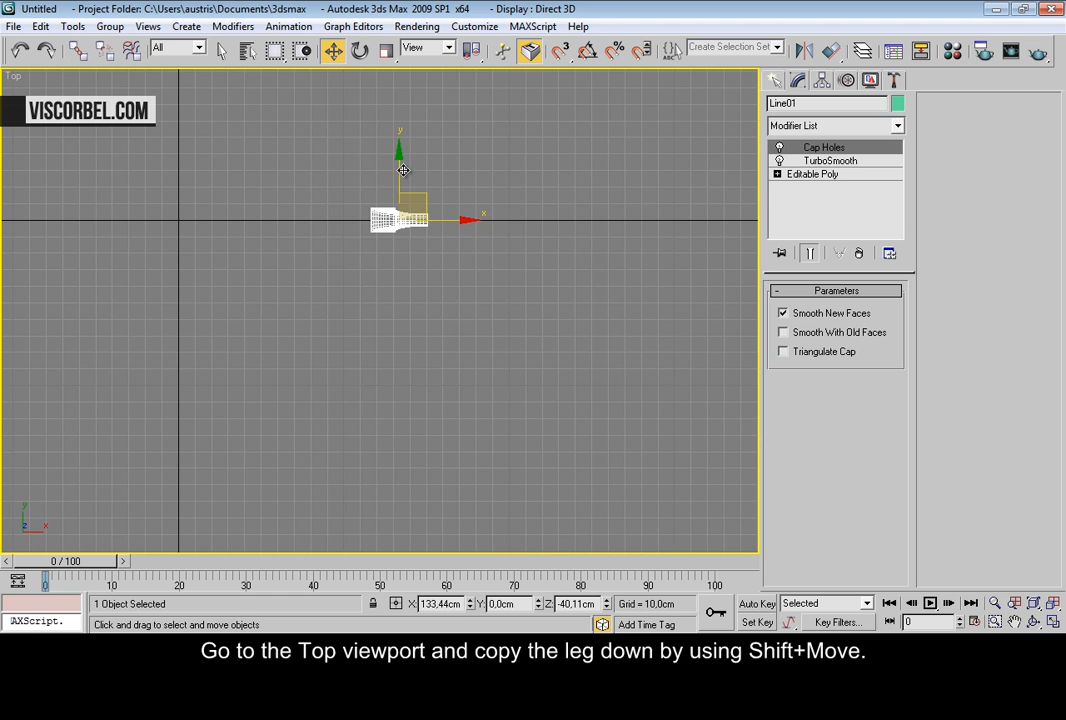 Untitled - Project Folder: C:\Users\austris\Documents\3dsmax - Autodesk 3ds Max 2009 SP1 x64 - Display : Direct 3D
File Edit Tools Group Views Create Modifiers Animation Graph Editors Rendering Customize MAXScript Help
All View Create Selection Set
Top
VISCORBEL.COM
Line01
Modifier List
Cap Holes
TurboSmooth
Editable Poly
Parameters
Smooth New Faces
Smooth With Old Faces
Triangulate Cap
y
x
y
z x
0 / 100
0 10 20 30 40 50 60 70 80 90 100
1 Object Selected X: 133,44cm Y: 0,0cm Z: -40,11cm Grid = 10,0cm Auto Key Selected
AXScript. Click and drag to select and move objects Add Time Tag Set Key Key Filters... 0
Go to the Top viewport and copy the leg down by using Shift+Move.